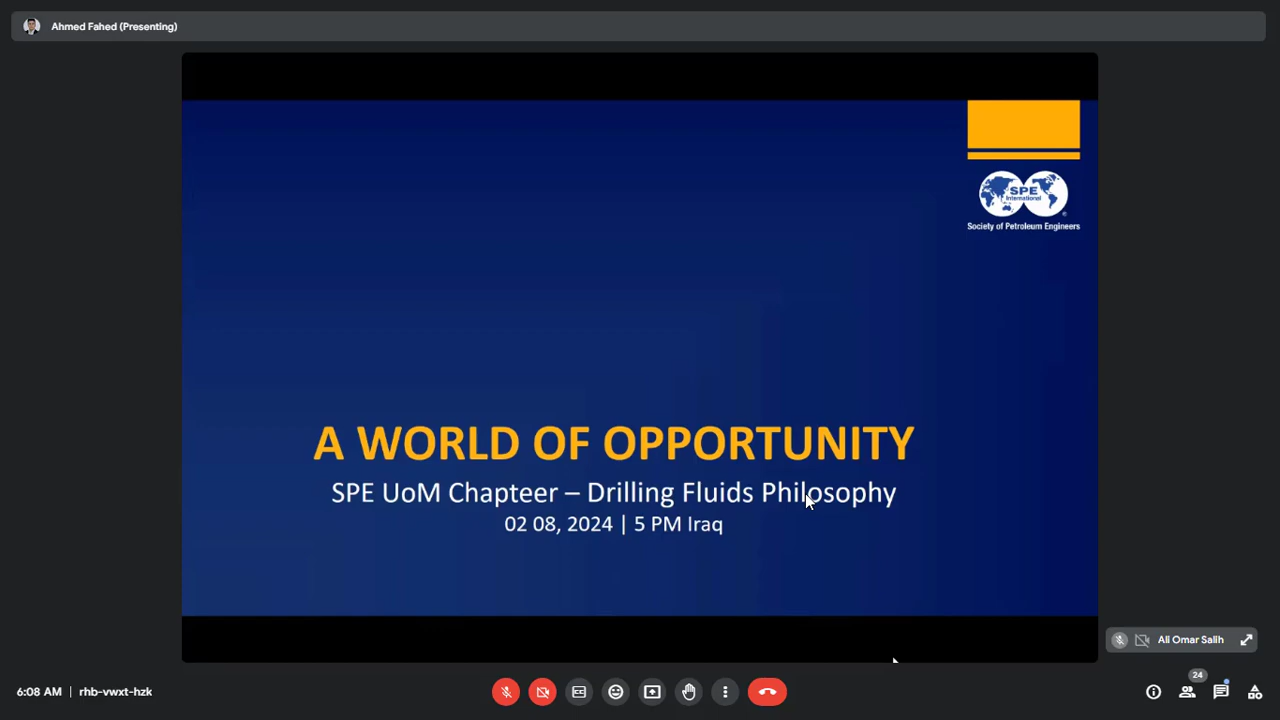 Ahmed Fahed (Presenting)
SPE
International
Society of Petroleum Engineers
A WORLD OF OPPORTUNITY
SPE UoM Chapteer – Drilling Fluids Philosophy
02 08, 2024 | 5 PM Iraq
Ali Omar Salih
24
6:08 AM | rhb-vwxt-hzk